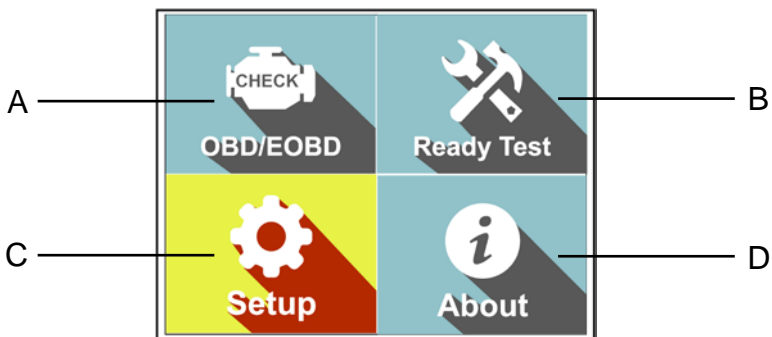 CHECK
OBD/EOBD
Ready Test
A
B
Setup
About
C
D